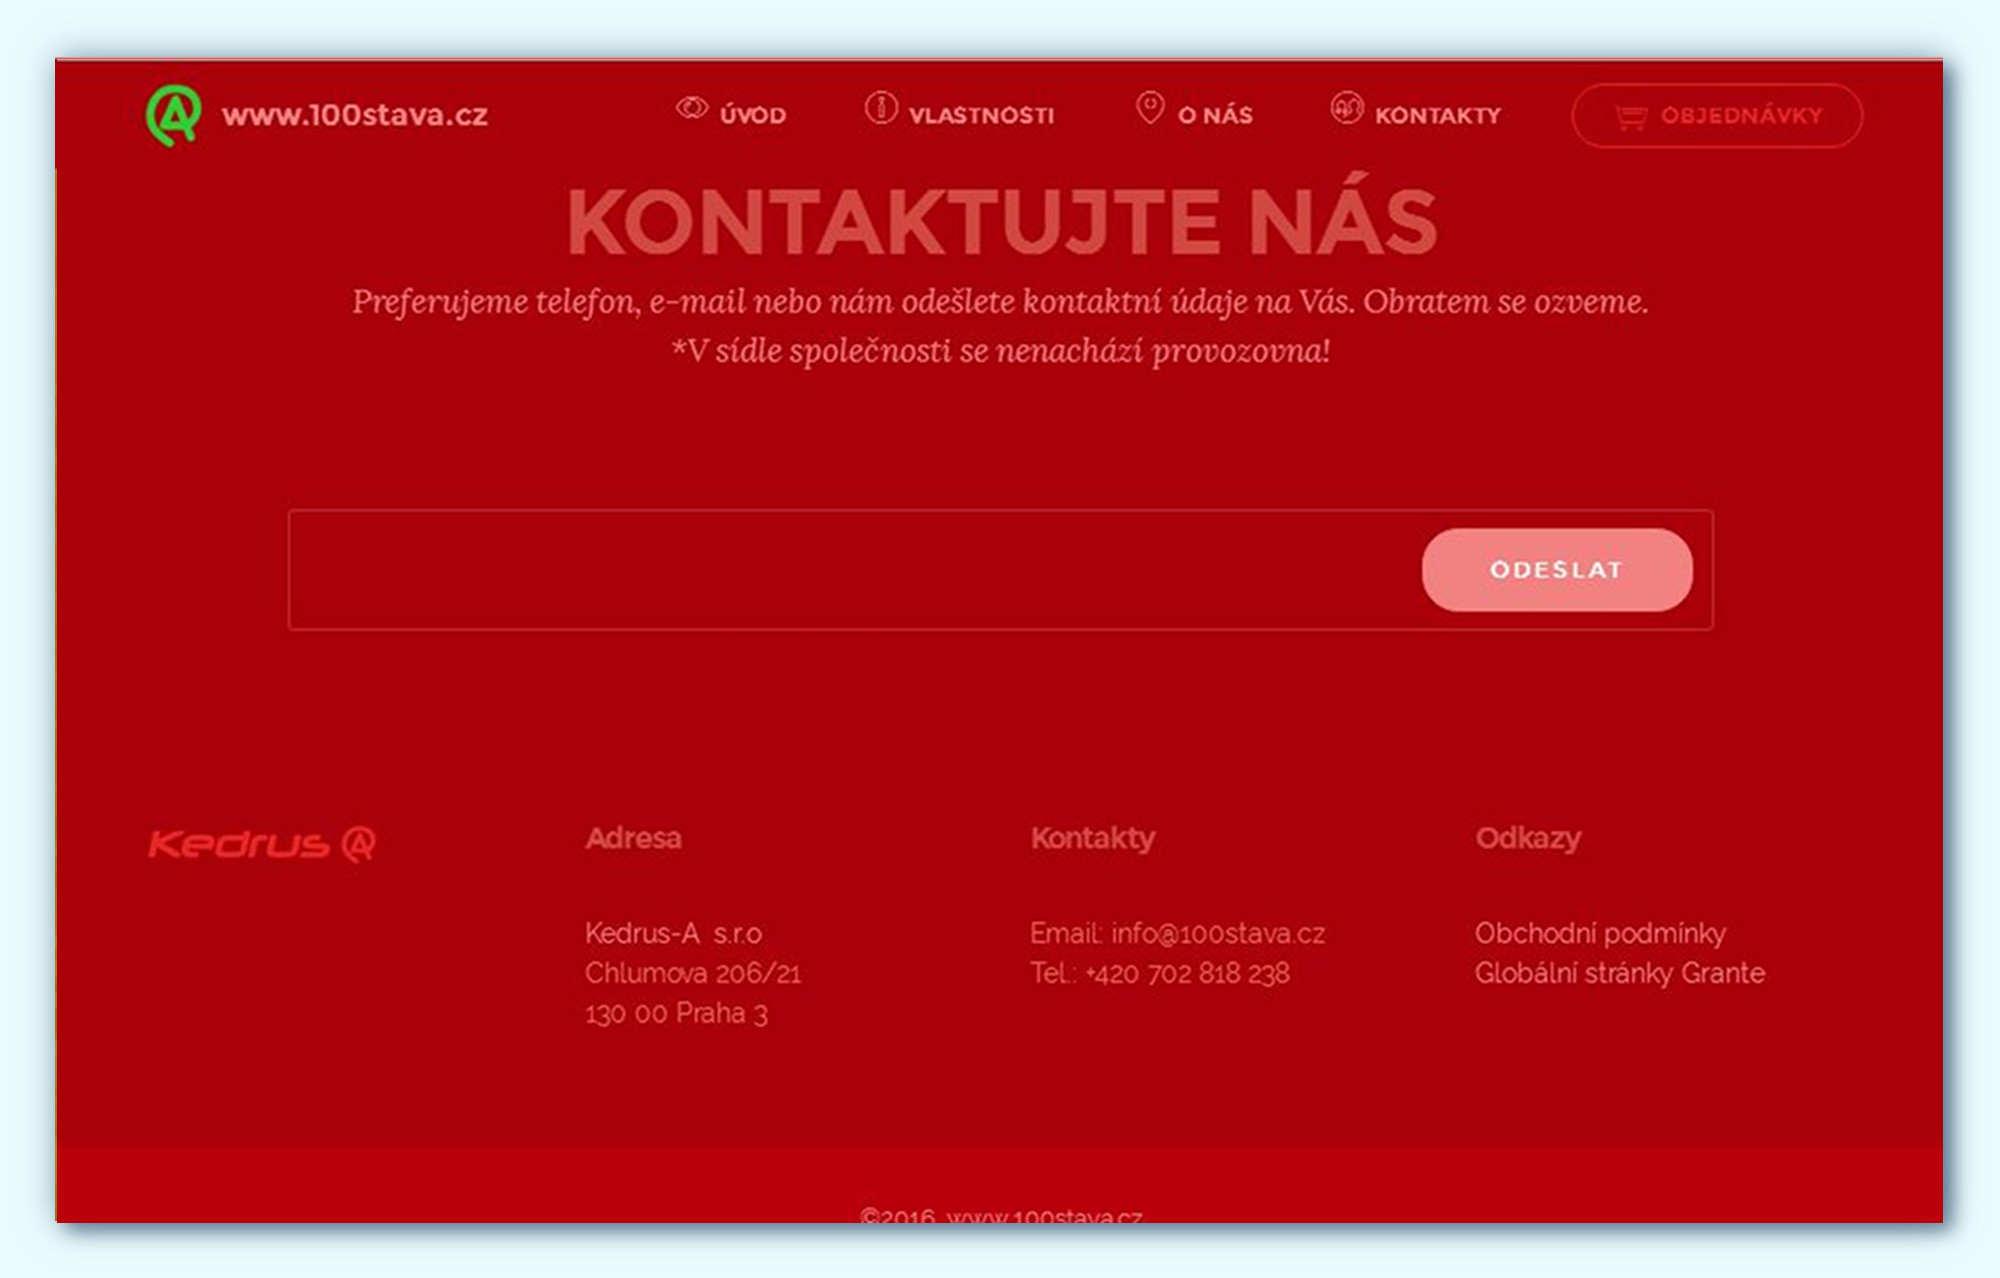 www.100stava.cz
ÚVOD VLASTNOSTI O NÁS KONTAKTY OBJEDNÁVKY
KONTAKTUJTE NÁS
Preferujeme telefon, e-mail nebo nám odešlete kontaktní údaje na Vás. Obratem se ozveme.
*V sídle společnosti se nenachází provozovna!
ODESLAT
Kedrus A
Adresa
Kedrus-A s.r.o
Chlumova 206/21
130 00 Praha 3
Kontakty
Email: info@100stava.cz
Tel.: +420 702 818 238
Odkazy
Obchodní podmínky
Globální stránky Grante
©2016 www.100stava.cz